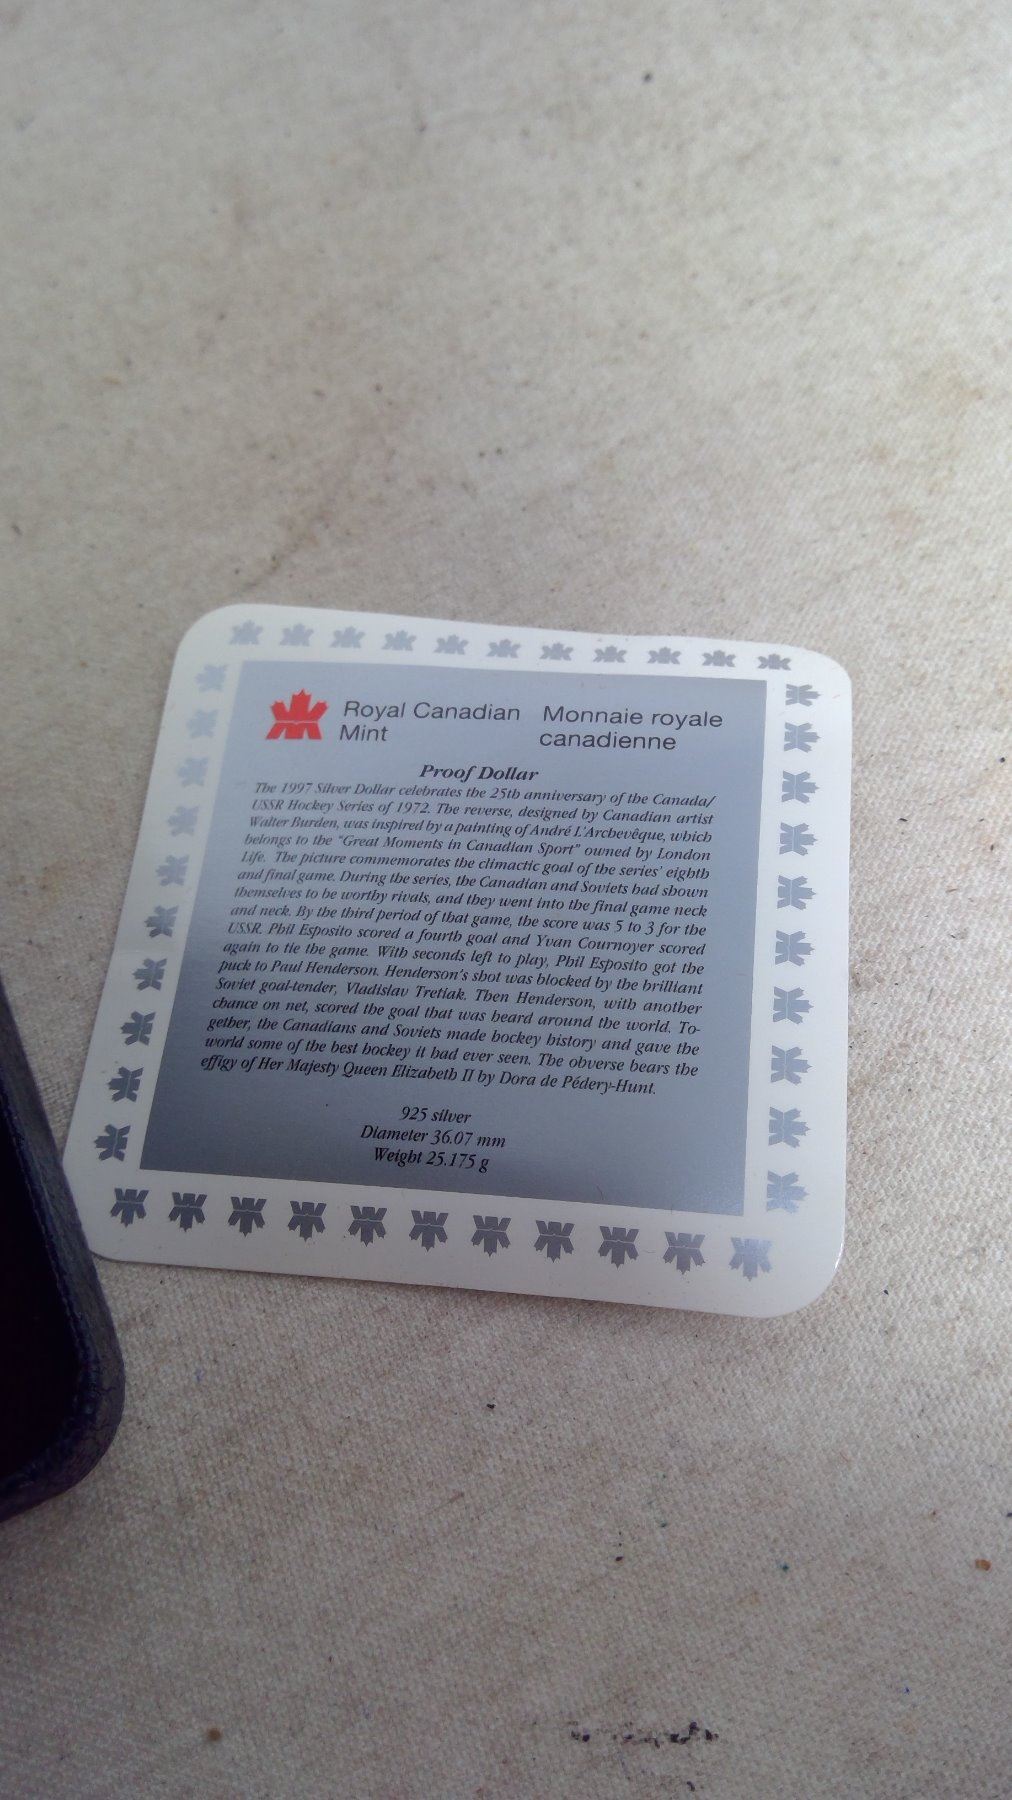 Royal Canadian Mint
Monnaie royale canadienne
Proof Dollar
The 1997 Silver Dollar celebrates the 25th anniversary of the Canada/
USSR Hockey Series of 1972. The reverse, designed by Canadian artist
Walter Burden, was inspired by a painting of André L'Archevêque, which
belongs to the "Great Moments in Canadian Sport" owned by London
Life. The picture commemorates the climactic goal of the series' eighth
and final game. During the series, the Canadian and Soviets had shown
themselves to be worthy rivals, and they went into the final game neck
and neck. By the third period of that game, the score was 5 to 3 for the
USSR. Phil Esposito scored a fourth goal and Yvan Cournoyer scored
again to tie the game. With seconds left to play, Phil Esposito got the
puck to Paul Henderson. Henderson's shot was blocked by the brilliant
Soviet goal-tender, Vladislav Tretiak. Then Henderson, with another
chance on net, scored the goal that was heard around the world. To-
gether, the Canadians and Soviets made hockey history and gave the
world some of the best hockey it had ever seen. The obverse bears the
effigy of Her Majesty Queen Elizabeth II by Dora de Pédery-Hunt.
925 silver
Diameter 36.07 mm
Weight 25.175 g